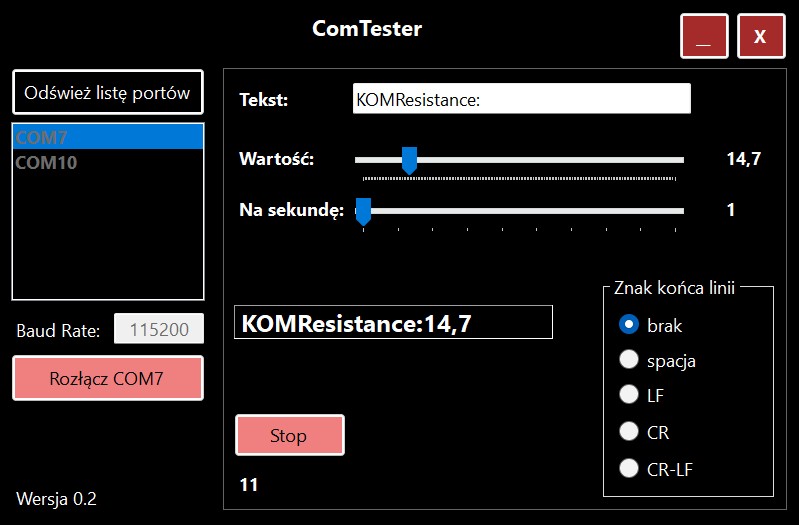 ComTester
_
X
Odśwież listę portów
COM7
COM10
Baud Rate: 115200
Rozłącz COM7
Wersja 0.2
Tekst: KOMResistance:
Wartość: 14,7
Na sekundę: 1
KOMResistance:14,7
Stop
11
Znak końca linii
brak
spacja
LF
CR
CR-LF